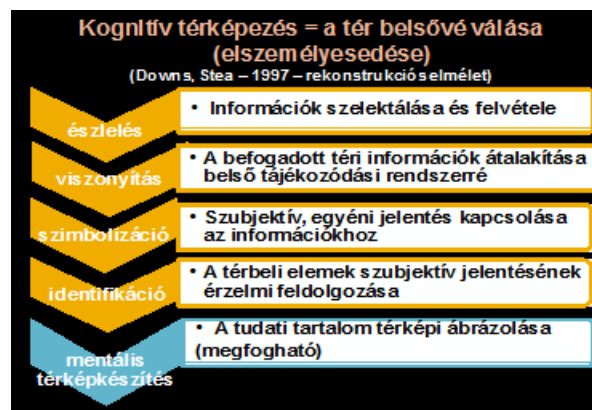 Kognitív térképezés = a tér belsővé válása
(elszemélyesedése)
(Downs, Stea – 1997 – rekonstrukciós elmélet)
észlelés
• Információk szelektálása és felvétele
viszonyítás
• A befogadott téri információk átalakítása
belső tájékozódási rendszerré
szimbolizáció
• Szubjektív, egyéni jelentés kapcsolása
az információkhoz
identifikáció
• A térbeli elemek szubjektív jelentésének
érzelmi feldolgozása
mentális
térképkészítés
• A tudati tartalom térképi ábrázolása
(megfogható)